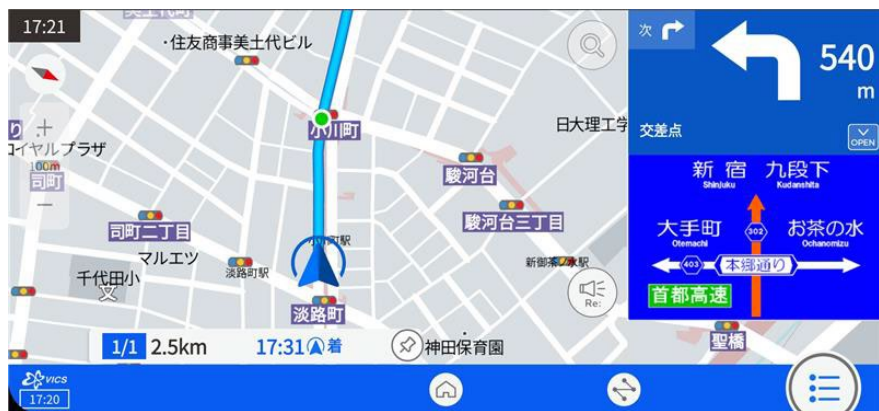 17:21
・住友商事美土代ビル
次
540
m
交差点
OPEN
小川町
日大理工学
り
ロイヤルプラザ
100m
司町
駿河台
司町二丁目
駿河台三丁目
マルエツ
淡路町駅
新御茶ノ水駅
千代田小
文
淡路町
Re:
新宿 九段下
Shinjuku Kudanshita
大手町 302 お茶の水
Otemachi Ochanomizu
403 本郷通り
首都高速
1/1 2.5km 17:31 着
神田保育園
聖橋
VICS
17:20